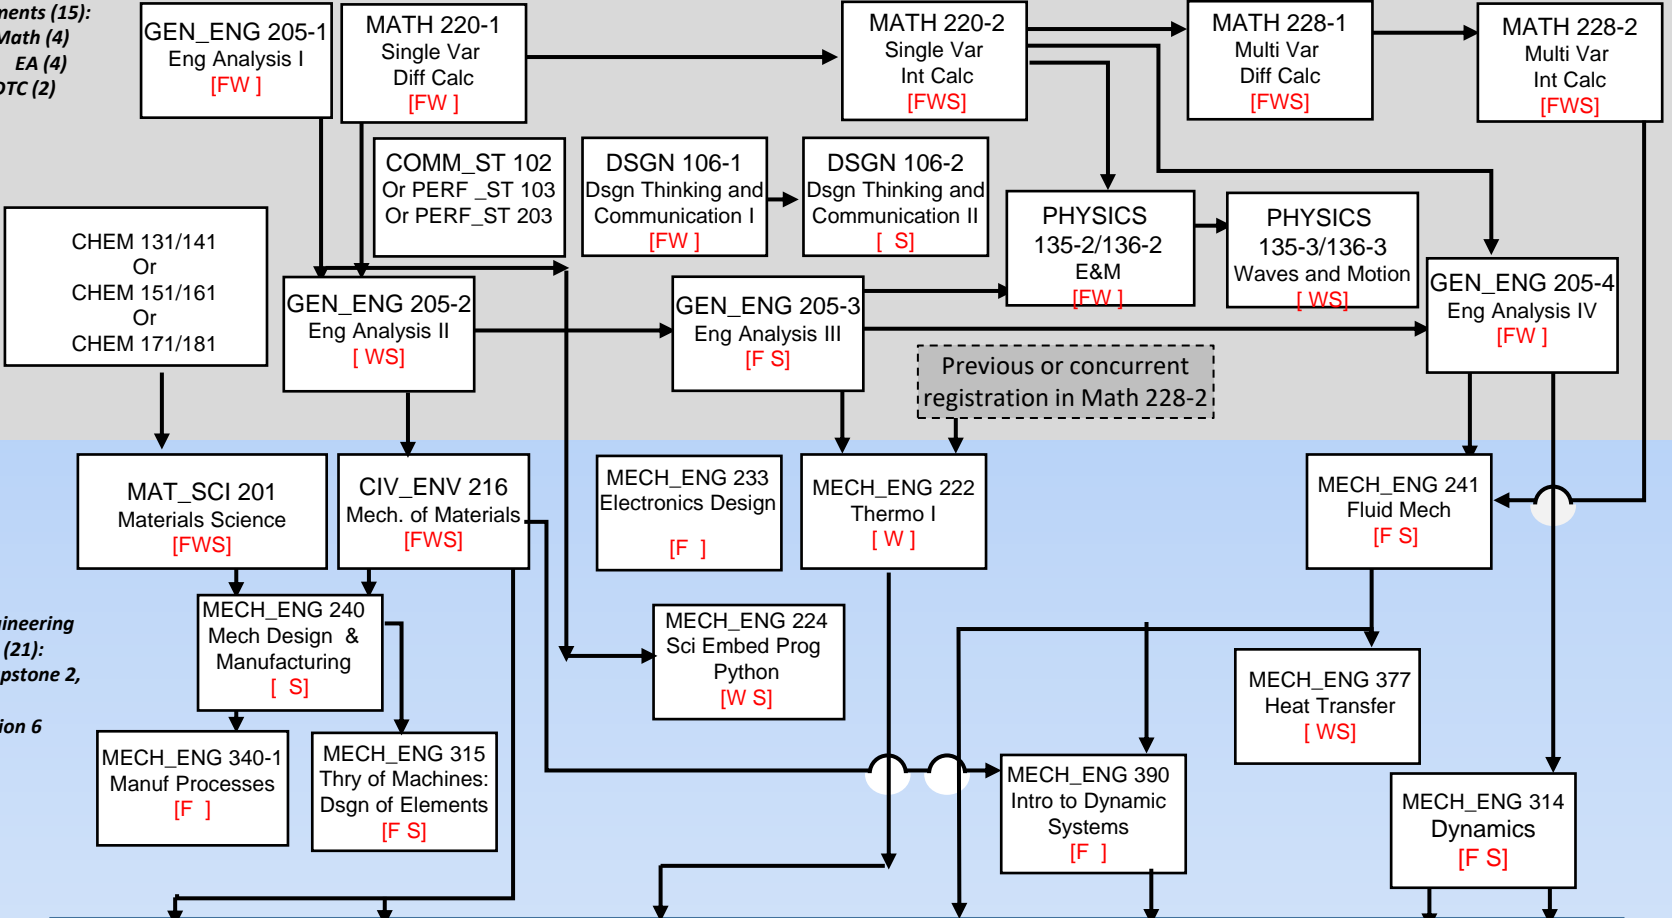 ments (15):
Math (4)
EA (4)
DTC (2)
GEN_ENG 205-1
Eng Analysis I
[FW ]
MATH 220-1
Single Var
Diff Calc
[FW ]
MATH 220-2
Single Var
Int Calc
[FWS]
MATH 228-1
Multi Var
Diff Calc
[FWS]
MATH 228-2
Multi Var
Int Calc
[FWS]
COMM_ST 102
Or PERF _ST 103
Or PERF_ST 203
DSGN 106-1
Dsgn Thinking and
Communication I
[FW ]
DSGN 106-2
Dsgn Thinking and
Communication II
[ S]
PHYSICS
135-2/136-2
E&M
[FW ]
PHYSICS
135-3/136-3
Waves and Motion
[ WS]
CHEM 131/141
Or
CHEM 151/161
Or
CHEM 171/181
GEN_ENG 205-2
Eng Analysis II
[ WS]
GEN_ENG 205-3
Eng Analysis III
[F S]
GEN_ENG 205-4
Eng Analysis IV
[FW ]
Previous or concurrent
registration in Math 228-2
MAT_SCI 201
Materials Science
[FWS]
CIV_ENV 216
Mech. of Materials
[FWS]
MECH_ENG 233
Electronics Design
[F ]
MECH_ENG 222
Thermo I
[ W ]
MECH_ENG 241
Fluid Mech
[F S]
gineering
(21):
pstone 2,
ion 6
MECH_ENG 240
Mech Design &
Manufacturing
[ S]
MECH_ENG 224
Sci Embed Prog
Python
[W S]
MECH_ENG 377
Heat Transfer
[ WS]
MECH_ENG 340-1
Manuf Processes
[F ]
MECH_ENG 315
Thry of Machines:
Dsgn of Elements
[F S]
MECH_ENG 390
Intro to Dynamic
Systems
[F ]
MECH_ENG 314
Dynamics
[F S]